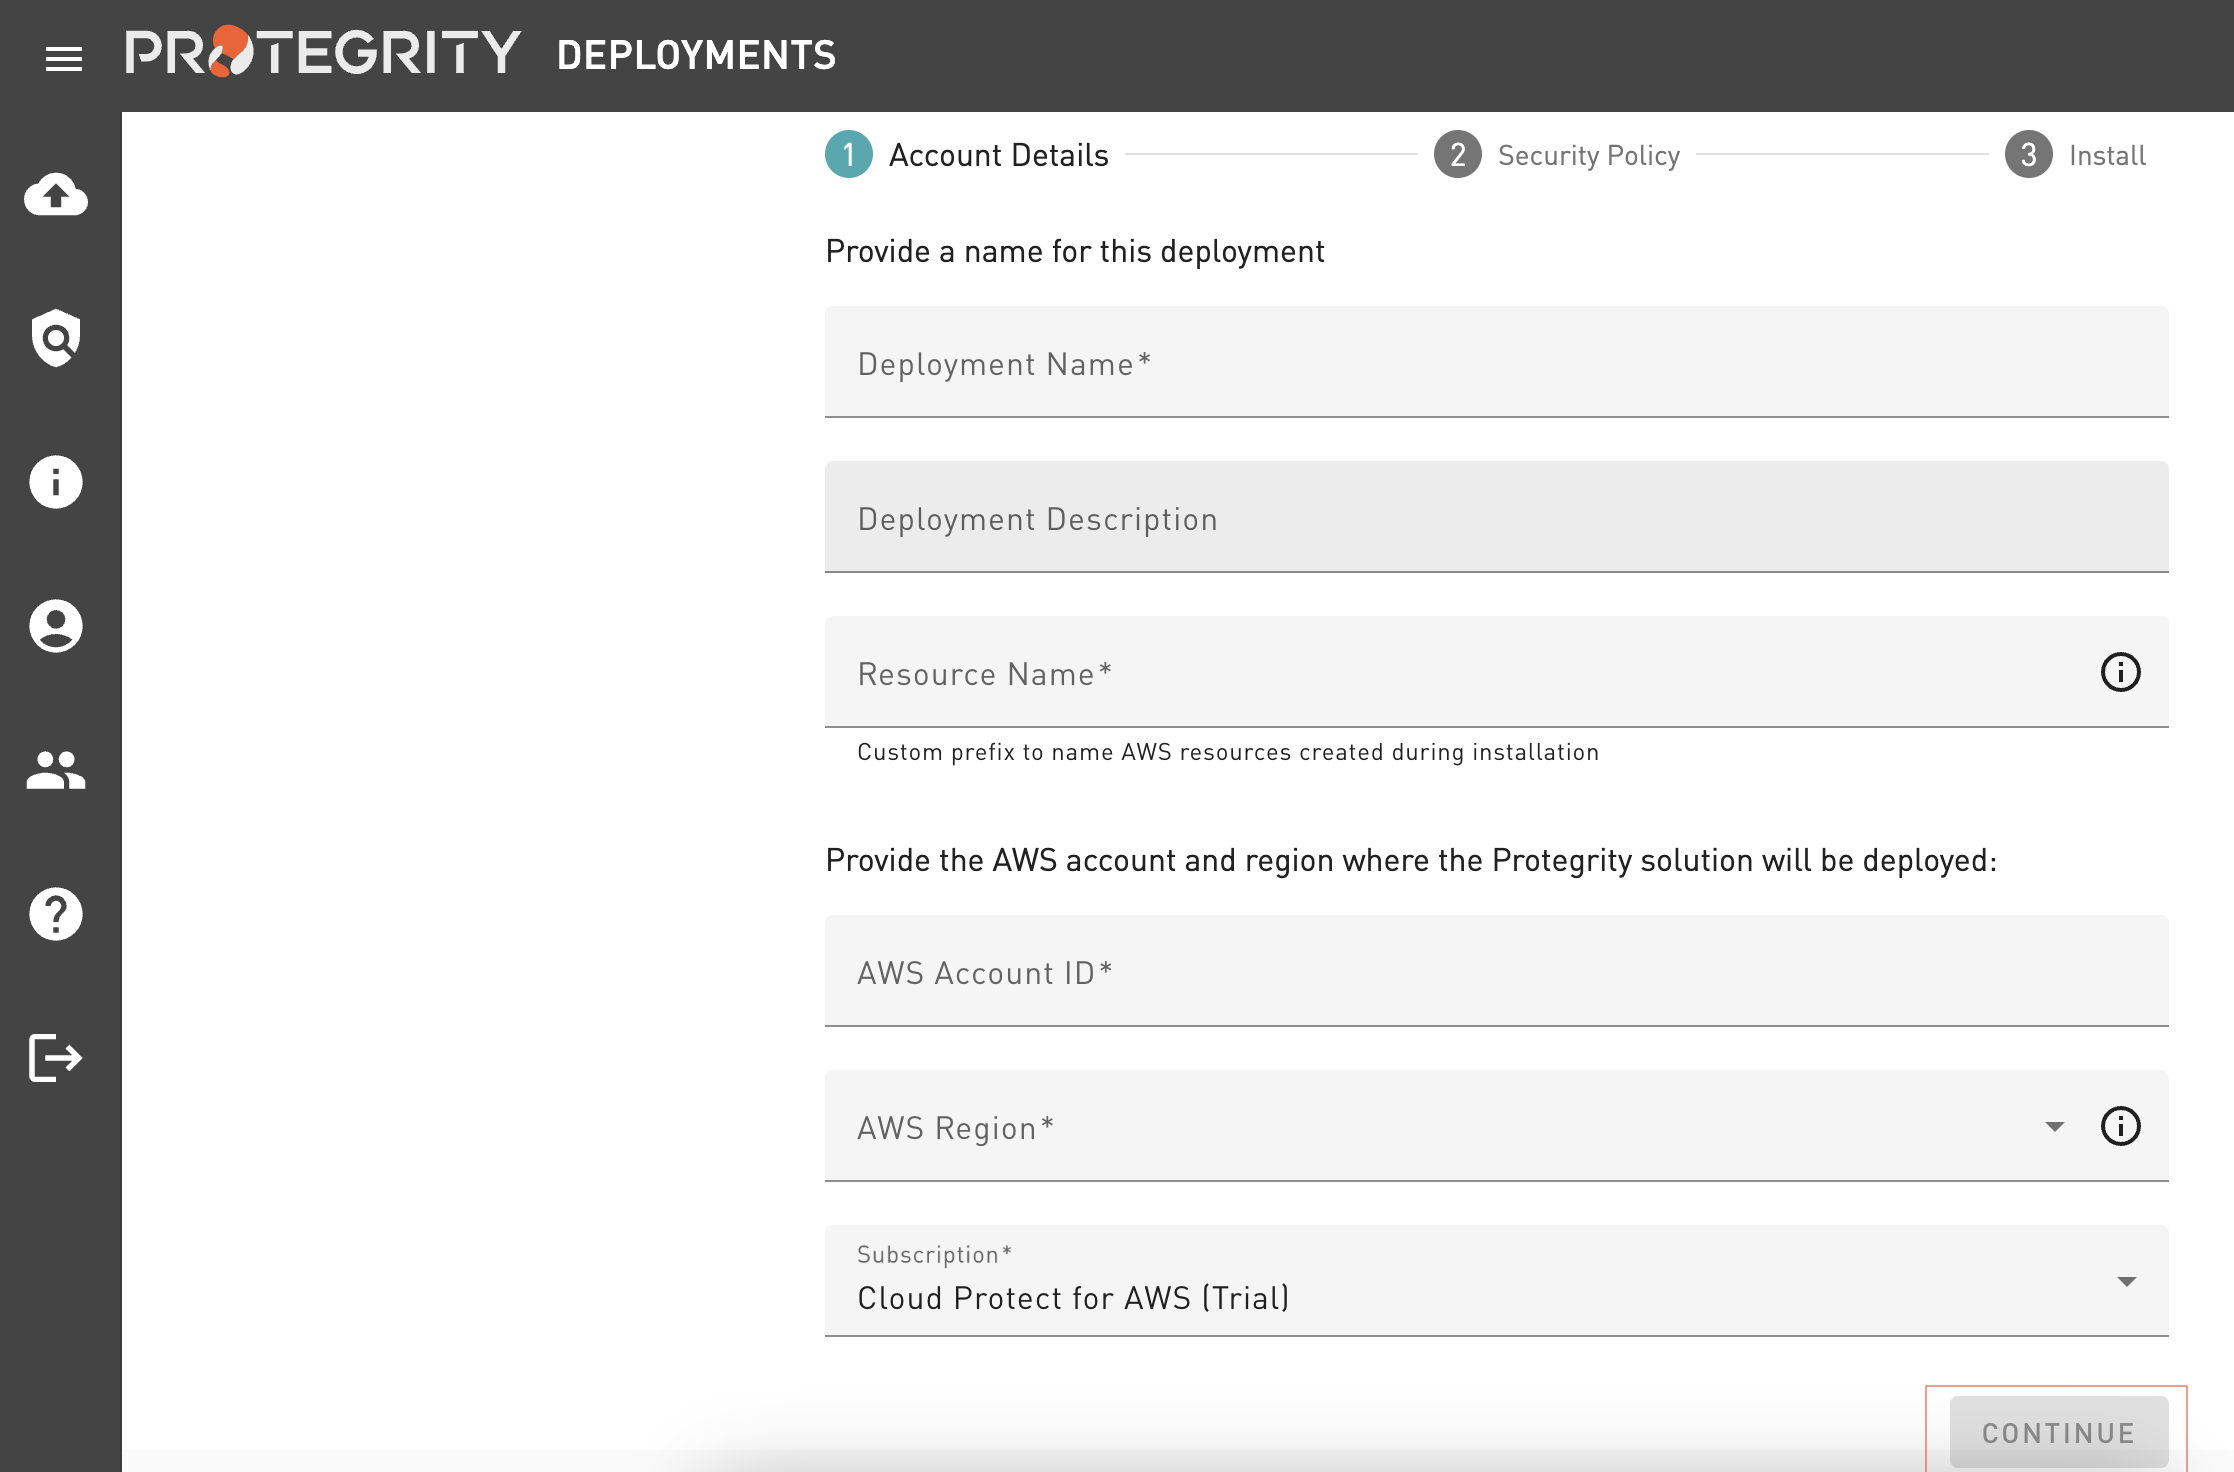 PROTEGRITY DEPLOYMENTS
1 Account Details 2 Security Policy 3 Install
Provide a name for this deployment
Deployment Name*
Deployment Description
Resource Name*
Custom prefix to name AWS resources created during installation
Provide the AWS account and region where the Protegrity solution will be deployed:
AWS Account ID*
AWS Region*
Subscription*
Cloud Protect for AWS (Trial)
CONTINUE